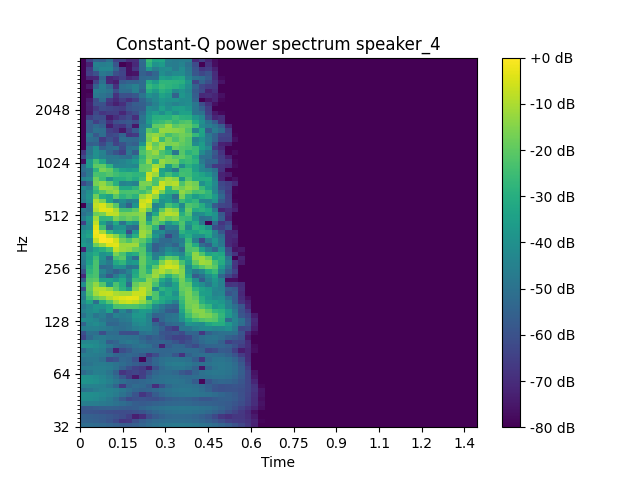 Constant-Q power spectrum speaker_4
Hz
2048
1024
512
256
128
64
32
0 0.15 0.3 0.45 0.6 0.75 0.9 1.1 1.2 1.4
Time
+0 dB
-10 dB
-20 dB
-30 dB
-40 dB
-50 dB
-60 dB
-70 dB
-80 dB